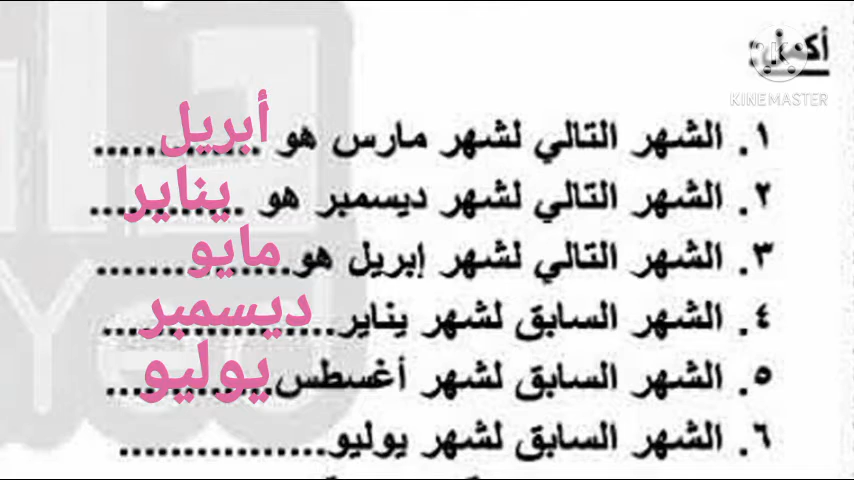 أكمل:
KINEMASTER
١. الشهر التالي لشهر مارس هو أبريل
٢. الشهر التالي لشهر ديسمبر هو يناير
٣. الشهر التالي لشهر إبريل هو مايو
٤. الشهر السابق لشهر يناير ديسمبر
٥. الشهر السابق لشهر أغسطس يوليو
٦. الشهر السابق لشهر يوليو................